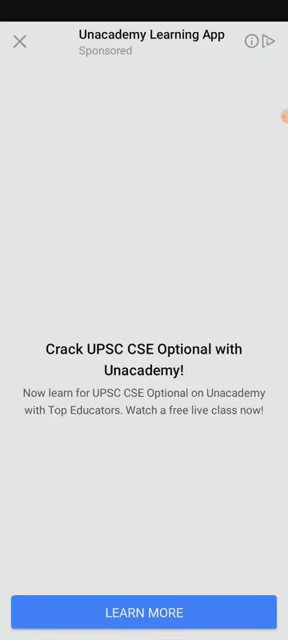 Unacademy Learning App
Sponsored
Crack UPSC CSE Optional with
Unacademy!
Now learn for UPSC CSE Optional on Unacademy
with Top Educators. Watch a free live class now!
LEARN MORE